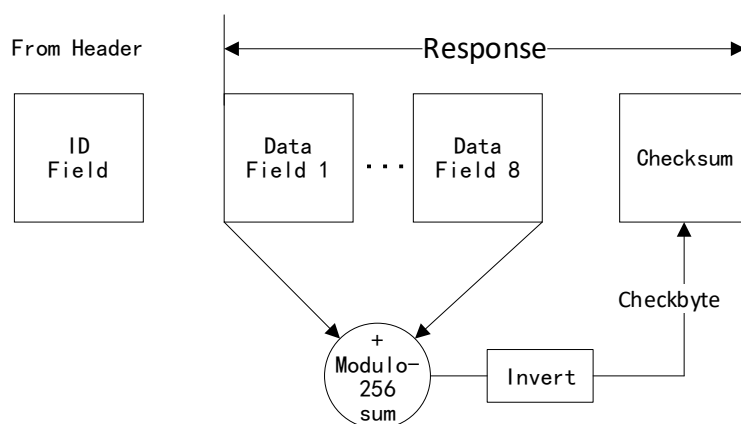 From Header
Response
ID
Field
Data
Field 1
...
Data
Field 8
Checksum
Checkbyte
+
Modulo-
256
sum
Invert